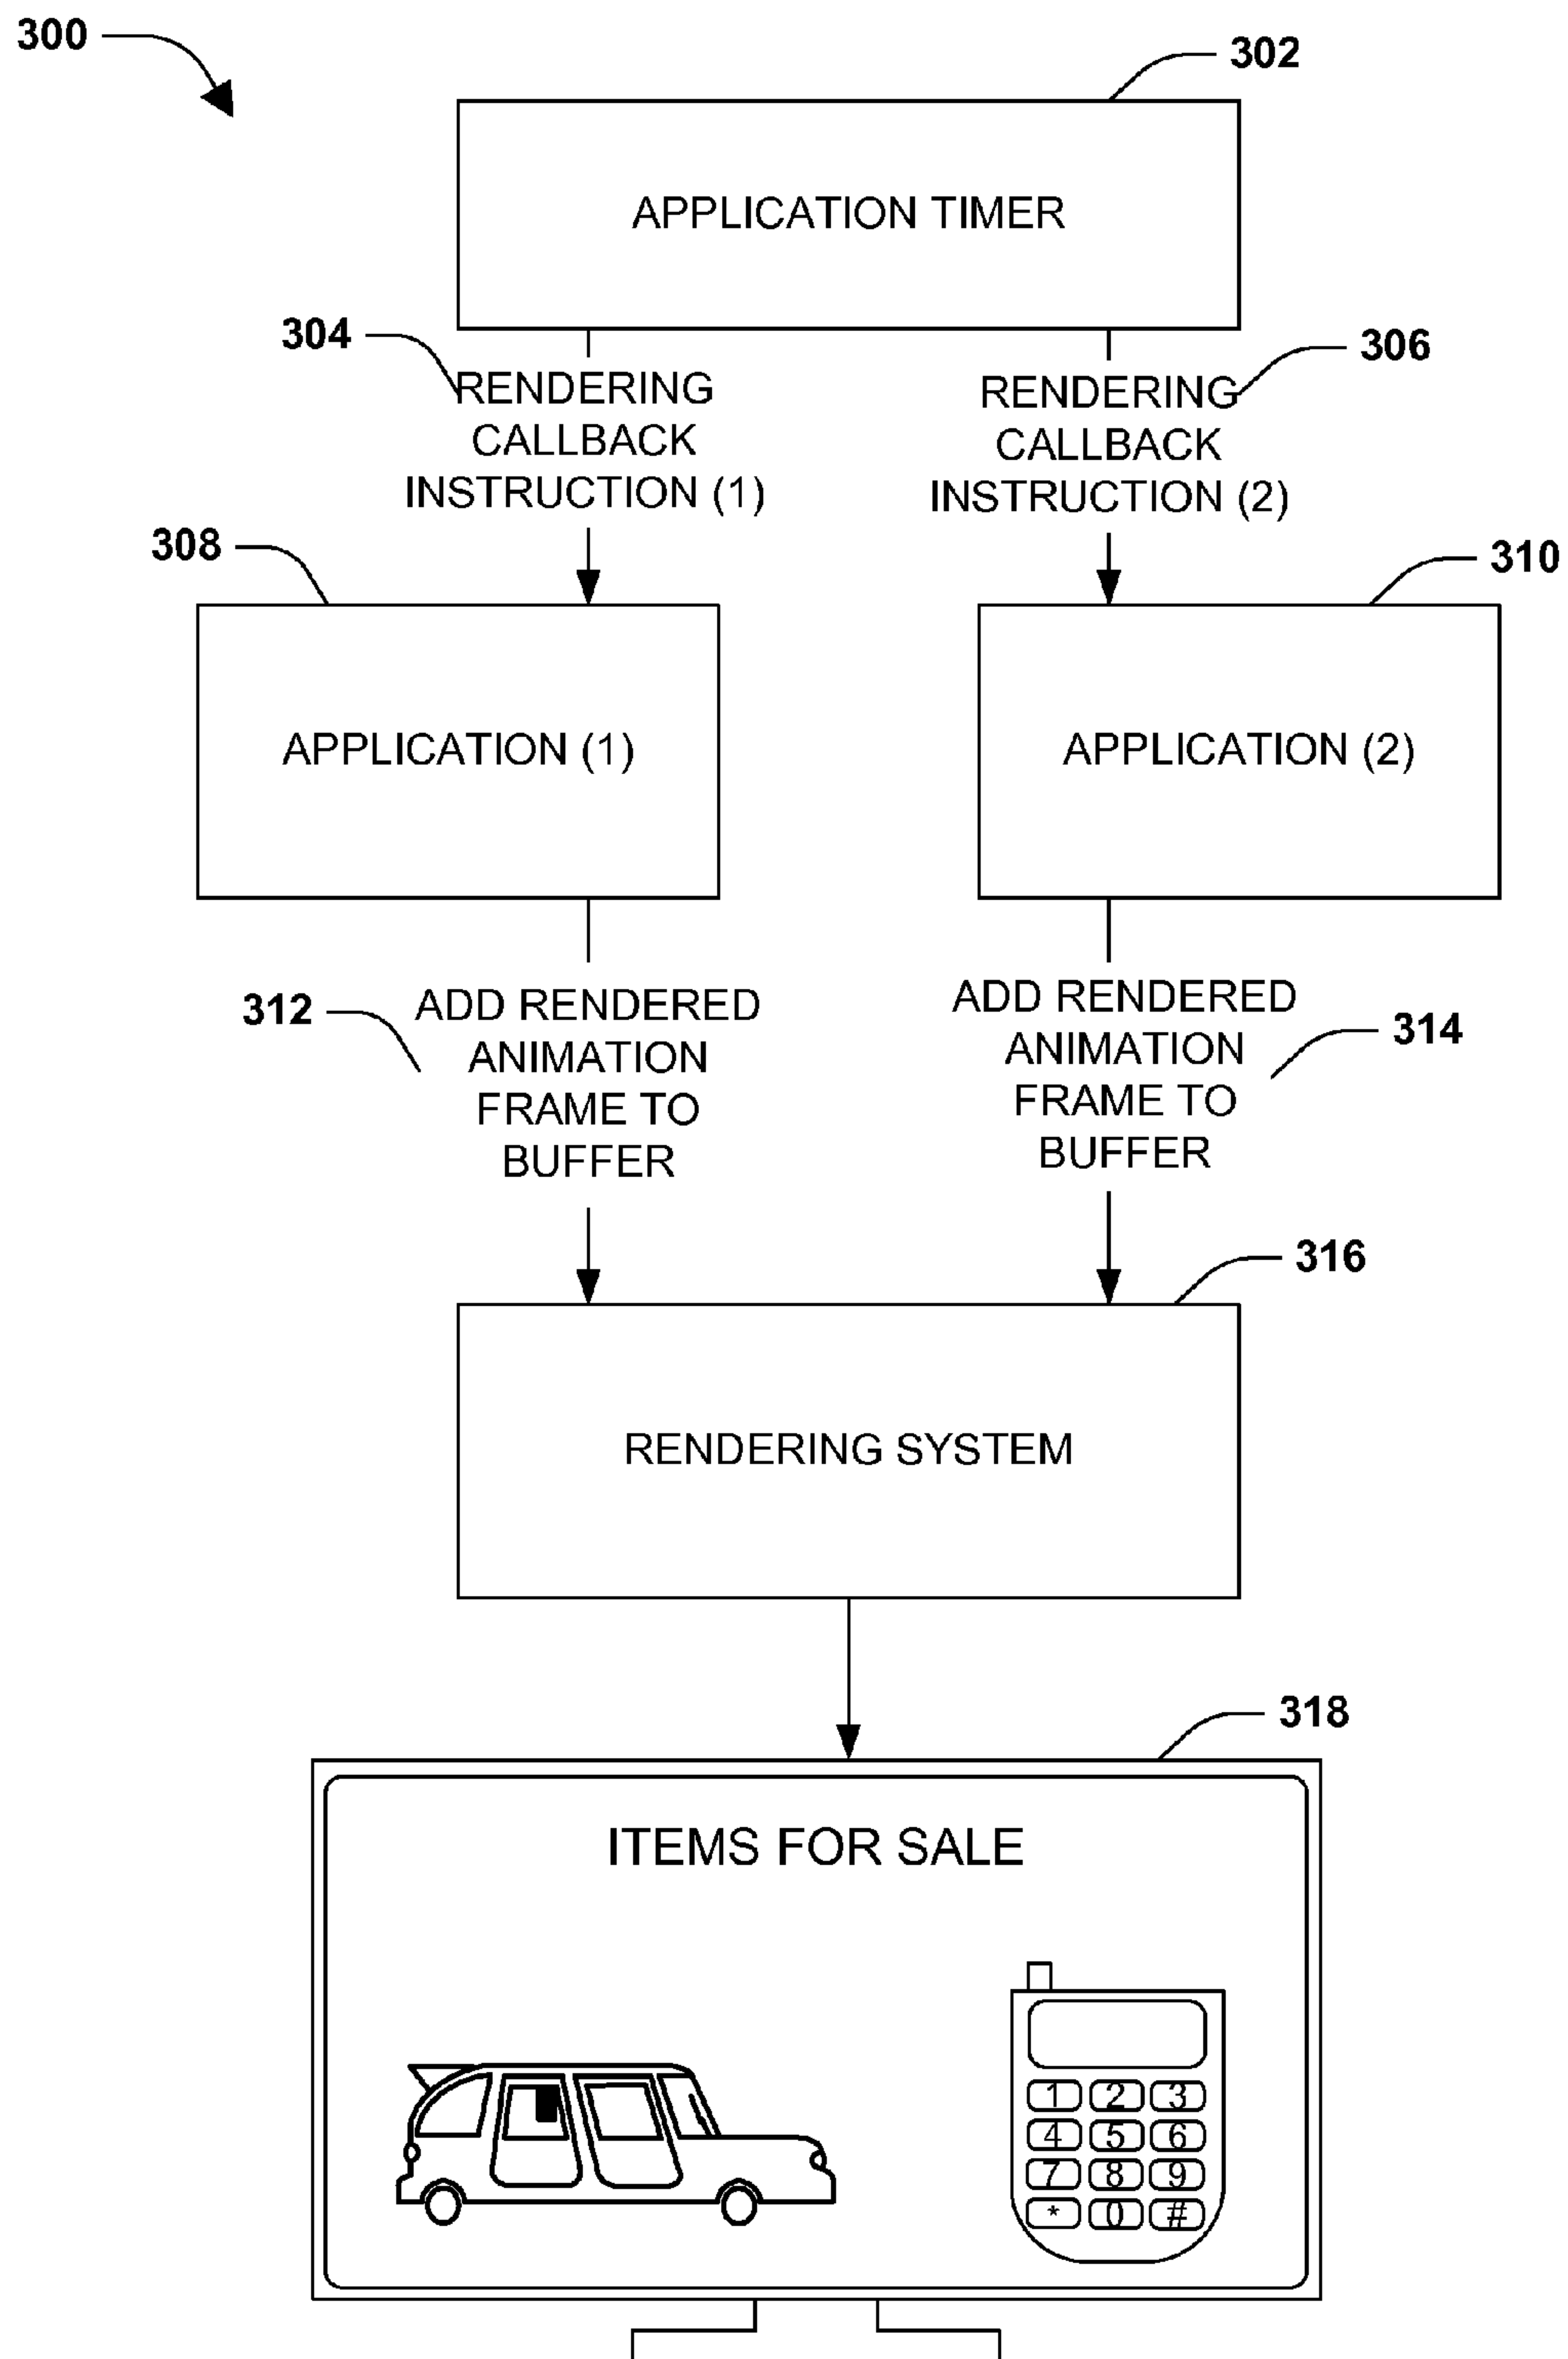 300
302
APPLICATION TIMER
304
306
RENDERING
CALLBACK
INSTRUCTION (1)
RENDERING
CALLBACK
INSTRUCTION (2)
308
310
APPLICATION (1)
APPLICATION (2)
312
ADD RENDERED
ANIMATION
FRAME TO
BUFFER
ADD RENDERED
ANIMATION
FRAME TO
BUFFER
314
316
RENDERING SYSTEM
318
ITEMS FOR SALE
1 2 3
4 5 6
7 8 9
* 0 #